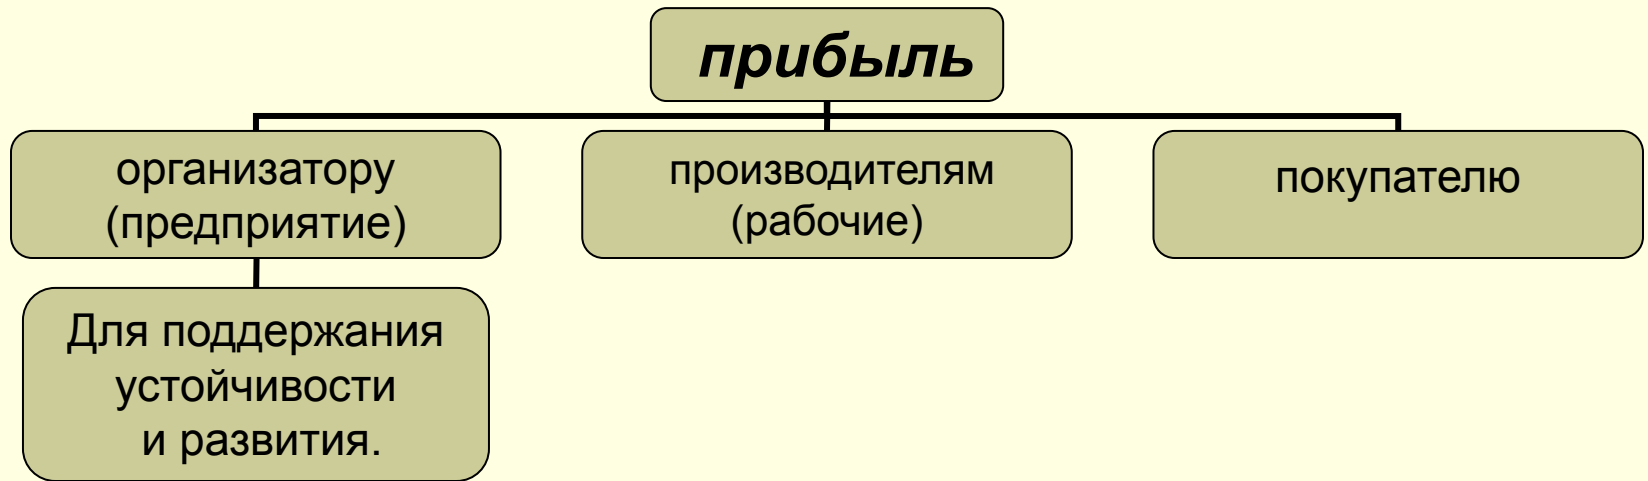 прибыль
организатору
(предприятие)
производителям
(рабочие)
покупателю
Для поддержания
устойчивости
и развития.